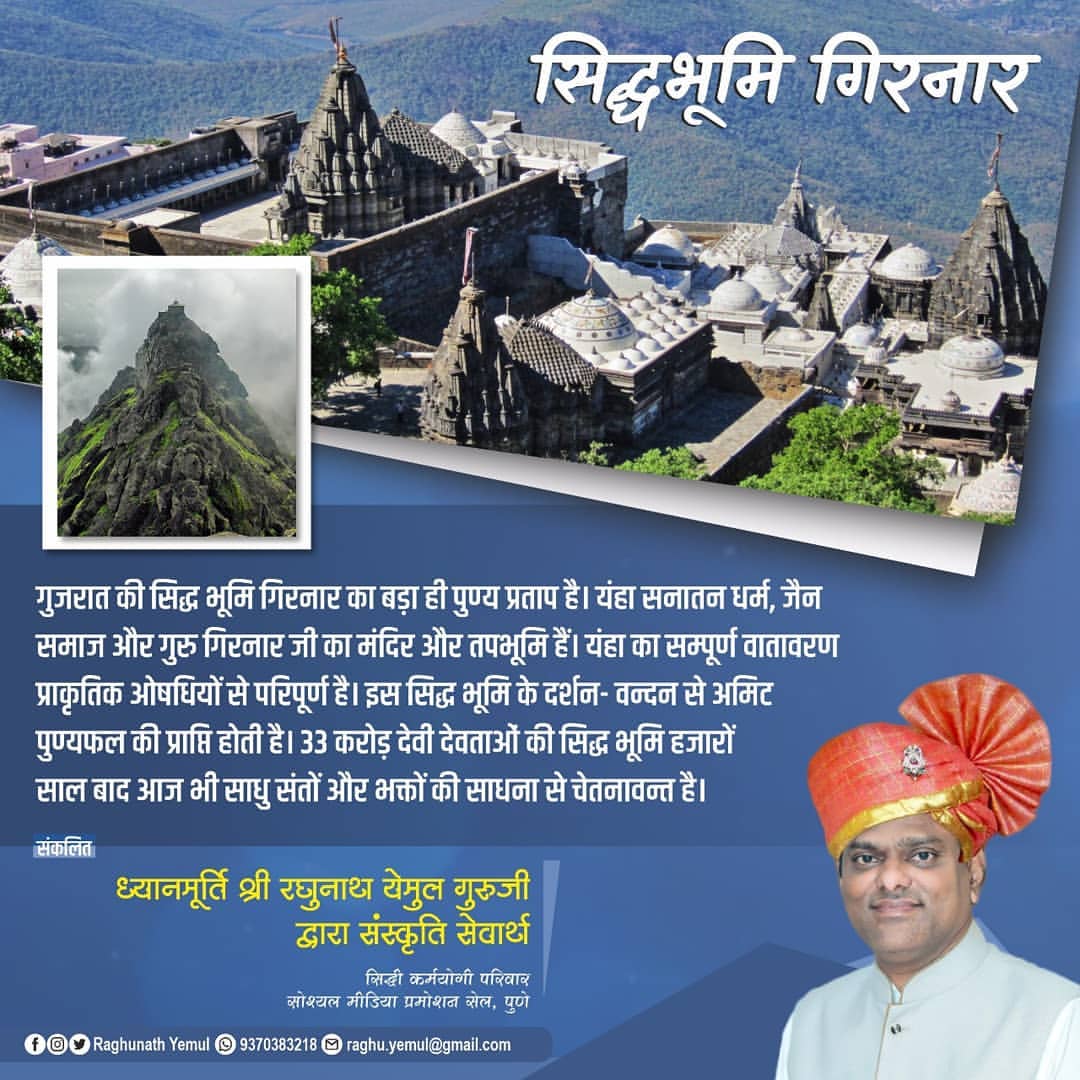 सिद्धभूमि गिरनार
गुजरात की सिद्ध भूमि गिरनार का बड़ा ही पुण्य प्रताप है। यंहा सनातन धर्म, जैन
समाज और गुरु गिरनार जी का मंदिर और तपभूमि हैं। यंहा का सम्पूर्ण वातावरण
प्राकृतिक ओषधियों से परिपूर्ण है। इस सिद्ध भूमि के दर्शन- वन्दन से अमिट
पुण्यफल की प्राप्ति होती है। 33 करोड़ देवी देवताओं की सिद्ध भूमि हजारों
साल बाद आज भी साधु संतों और भक्तों की साधना से चेतनावन्त है।
संकलित
ध्यानमूर्ति श्री रघुनाथ येमुल गुरूजी
द्वारा संस्कृति सेवार्थ
सिद्धी कर्मयोगी परिवार
सोश्यल मीडिया प्रमोशन सेल, पुणे
Raghunath Yemul 9370383218 raghu.yemul@gmail.com